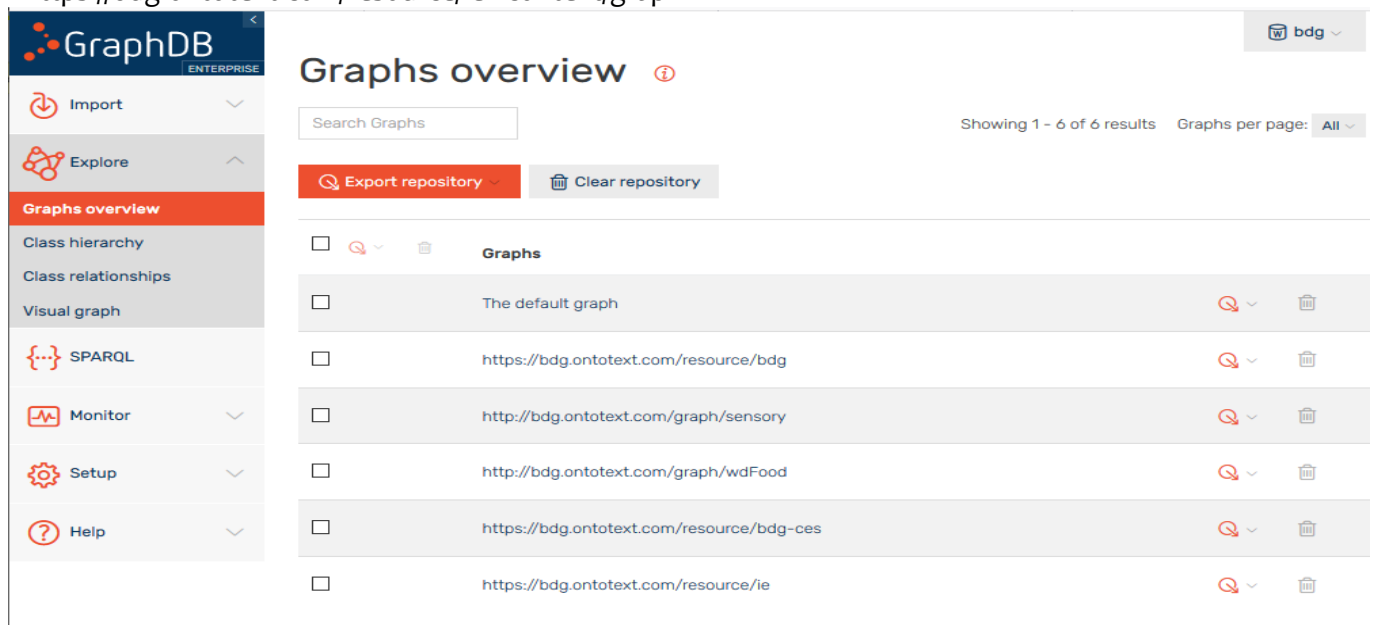 GraphDB
ENTERPRISE
Import
Explore
Graphs overview
Class hierarchy
Class relationships
Visual graph
SPARQL
Monitor
Setup
Help
bdg
Graphs overview
Search Graphs
Showing 1 - 6 of 6 results Graphs per page: All
Export repository
Clear repository
Graphs
The default graph
https://bdg.ontotext.com/resource/bdg
http://bdg.ontotext.com/graph/sensory
http://bdg.ontotext.com/graph/wdFood
https://bdg.ontotext.com/resource/bdg-ces
https://bdg.ontotext.com/resource/ie